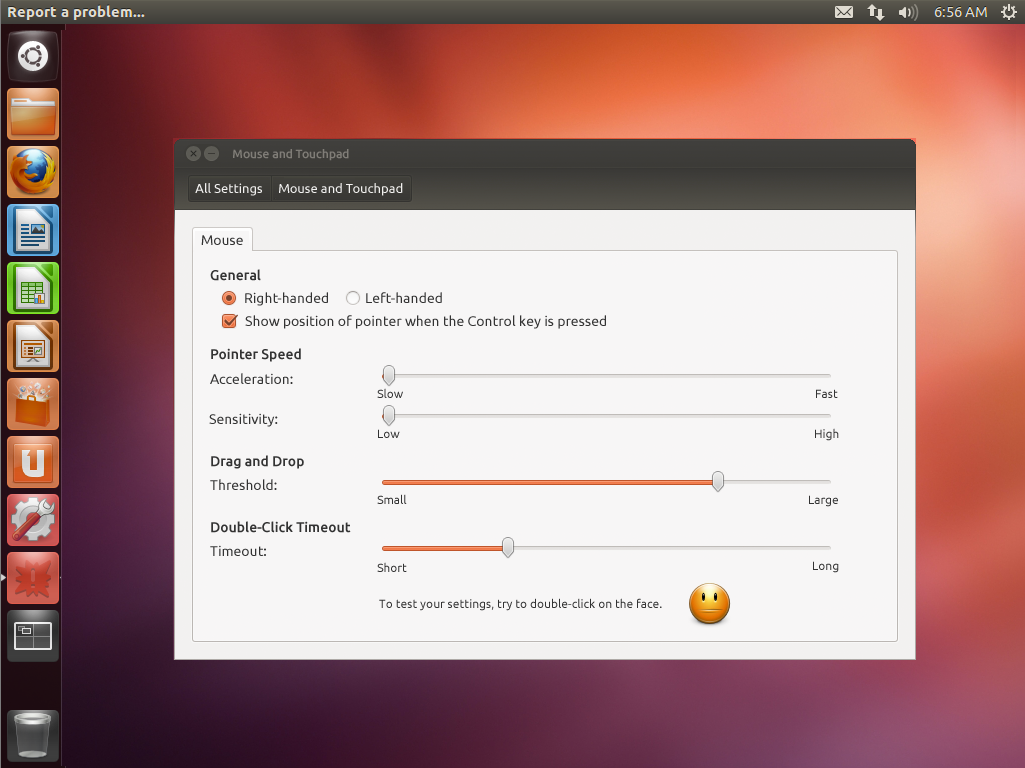 Report a problem...
6:56 AM
Mouse and Touchpad
All Settings Mouse and Touchpad
Mouse
General
Right-handed Left-handed
Show position of pointer when the Control key is pressed
Pointer Speed
Acceleration:
Slow Fast
Sensitivity:
Low High
Drag and Drop
Threshold:
Small Large
Double-Click Timeout
Timeout:
Short Long
To test your settings, try to double-click on the face.